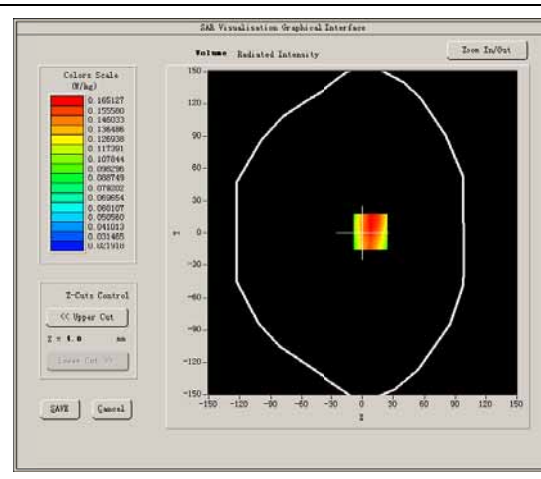 SAR Visualisation Graphical Interface
Volume Radiated Intensity
Zoom In/Out
Colors Scale
(W/kg)
0.165127
0.155580
0.146033
0.136486
0.126938
0.117391
0.107844
0.098296
0.088749
0.079202
0.069654
0.060107
0.050560
0.041013
0.031465
0.021918
150
120
90
60
30
Y 0
-30
-60
-90
-120
-150
-150 -120 -90 -60 -30 0 30 60 90 120 150
X
Z-Cuts Control
<< Upper Cut
Z = 4.0 mm
Lower Cut >>
SAVE Cancel